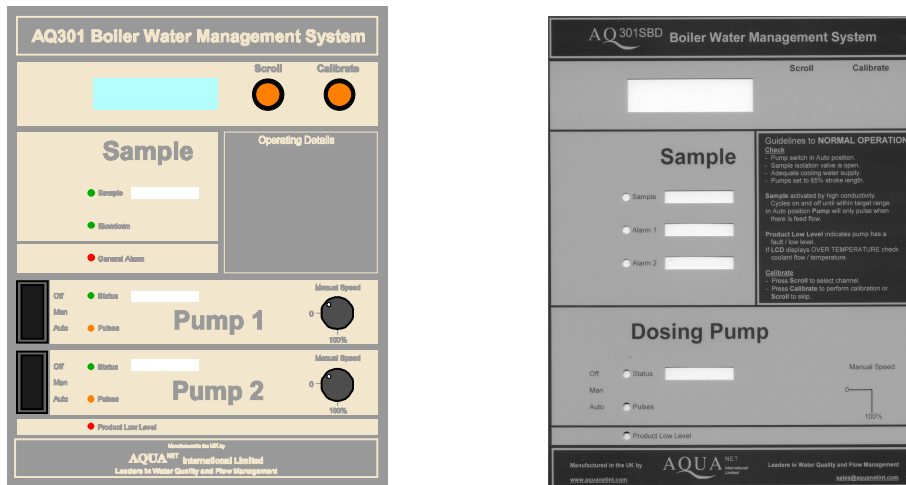 AQ301 Boiler Water Management System
Scroll Calibrate
Sample
Operating Details
Sample
Blowdown
General Alarm
Off
Man
Auto
Status
Pulses
Pump 1
Manual Speed
0
100%
Off
Man
Auto
Status
Pulses
Pump 2
Manual Speed
0
100%
Product Low Level
Manufactured in the UK by
AQUANET International Limited
Leaders in Water Quality and Flow Management
AQ301SBD Boiler Water Management System
Scroll Calibrate
Sample
Sample
Alarm 1
Alarm 2
Guidelines to NORMAL OPERATION
Check
- Pump switch in Auto position.
- Sample isolation valve is open.
- Adequate cooling water supply.
- Pumps set to 65% stroke length.
Sample activated by high conductivity
Cycles on and off until within target range.
In Auto position Pump will only pulse when
there is feed flow.
Product Low Level indicates pump has a
fault / low level.
If LCD displays OVER TEMPERATURE check
coolant flow / temperature.
Calibrate
- Press Scroll to select channel.
- Press Calibrate to perform calibration or
Scroll to skip.
Dosing Pump
Off
Man
Auto
Status
Pulses
Manual Speed
0
100%
Product Low Level
Manufactured in the UK by
www.aquanetint.com
AQUA NET International Limited
Leaders in Water Quality and Flow Management
sales@aquanetint.com